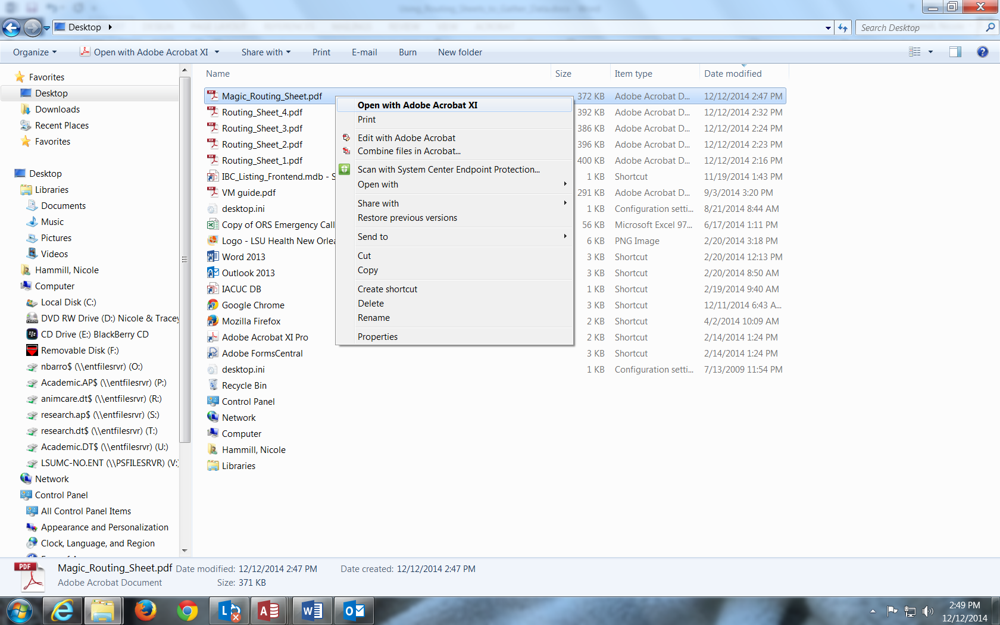 Desktop
Search Desktop
Organize
Open with Adobe Acrobat XI
Share with
Print
E-mail
Burn
New folder
Name
Size
Item type
Date modified
Favorites
Desktop
Downloads
Recent Places
Favorites
Desktop
Libraries
Documents
Music
Pictures
Videos
Hammill, Nicole
Computer
Local Disk (C:)
DVD RW Drive (D:) Nicole & Tracey
CD Drive (E:) BlackBerry CD
Removable Disk (F:)
nbarro$ (\\entfilesrvr) (O:)
Academic.AP$ (\\entfilesrvr) (P:)
animcare.dt$ (\\entfilesrvr) (R:)
research.ap$ (\\entfilesrvr) (S:)
research.dt$ (\\entfilesrvr) (T:)
Academic.DT$ (\\entfilesrvr) (U:)
LSUMC-NO.ENT (\\PSFILESRVR) (V:)
Network
Control Panel
All Control Panel Items
Appearance and Personalization
Clock, Language, and Region
Magic_Routing_Sheet.pdf 372 KB Adobe Acrobat D... 12/12/2014 2:47 PM
Routing_Sheet_4.pdf 392 KB Adobe Acrobat D... 12/12/2014 2:32 PM
Routing_Sheet_3.pdf 386 KB Adobe Acrobat D... 12/12/2014 2:24 PM
Routing_Sheet_2.pdf 396 KB Adobe Acrobat D... 12/12/2014 2:23 PM
Routing_Sheet_1.pdf 400 KB Adobe Acrobat D... 12/12/2014 2:16 PM
IBC_Listing_Frontend.mdb - S 1 KB Shortcut 11/19/2014 1:43 PM
VM guide.pdf 291 KB Adobe Acrobat D... 9/3/2014 3:20 PM
desktop.ini 1 KB Configuration setti... 8/21/2014 8:44 AM
Copy of ORS Emergency Call 56 KB Microsoft Excel 97... 6/17/2014 1:11 PM
Logo - LSU Health New Orlea 6 KB PNG Image 2/20/2014 3:18 PM
Word 2013 3 KB Shortcut 2/20/2014 12:13 PM
Outlook 2013 3 KB Shortcut 2/20/2014 8:50 AM
IACUC DB 1 KB Shortcut 2/19/2014 9:40 AM
Google Chrome 3 KB Shortcut 12/11/2014 6:43 A...
Mozilla Firefox 2 KB Shortcut 4/2/2014 10:09 AM
Adobe Acrobat XI Pro 2 KB Shortcut 2/14/2014 1:24 PM
Adobe FormsCentral 3 KB Shortcut 2/14/2014 1:24 PM
desktop.ini 1 KB Configuration setti... 7/13/2009 11:54 PM
Recycle Bin
Control Panel
Network
Computer
Hammill, Nicole
Libraries
Open with Adobe Acrobat XI
Print
Edit with Adobe Acrobat
Combine files in Acrobat...
Scan with System Center Endpoint Protection...
Open with
Share with
Restore previous versions
Send to
Cut
Copy
Create shortcut
Delete
Rename
Properties
PDF
Magic_Routing_Sheet.pdf Date modified: 12/12/2014 2:47 PM Date created: 12/12/2014 2:47 PM
Adobe Acrobat Document Size: 371 KB
2:49 PM
12/12/2014